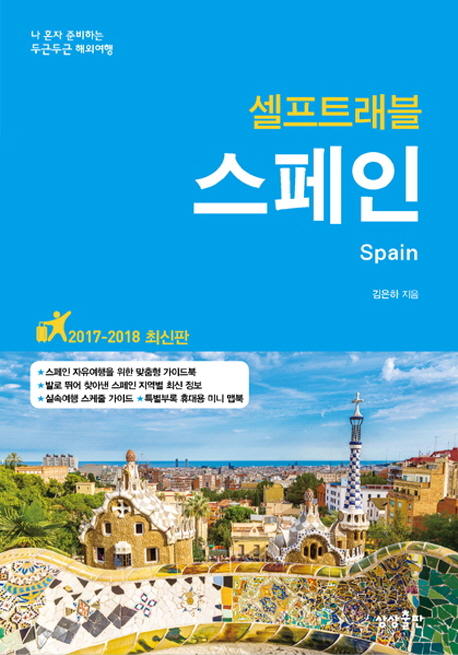 나 혼자 준비하는
두근두근 해외여행
셀프트래블
스페인
Spain
김은하 지음
2017-2018 최신판
★스페인 자유여행을 위한 맞춤형 가이드북
★발로 뛰어 찾아낸 스페인 지역별 최신 정보
★실속여행 스케줄 가이드 ★특별부록 휴대용 미니 맵북
상상출판